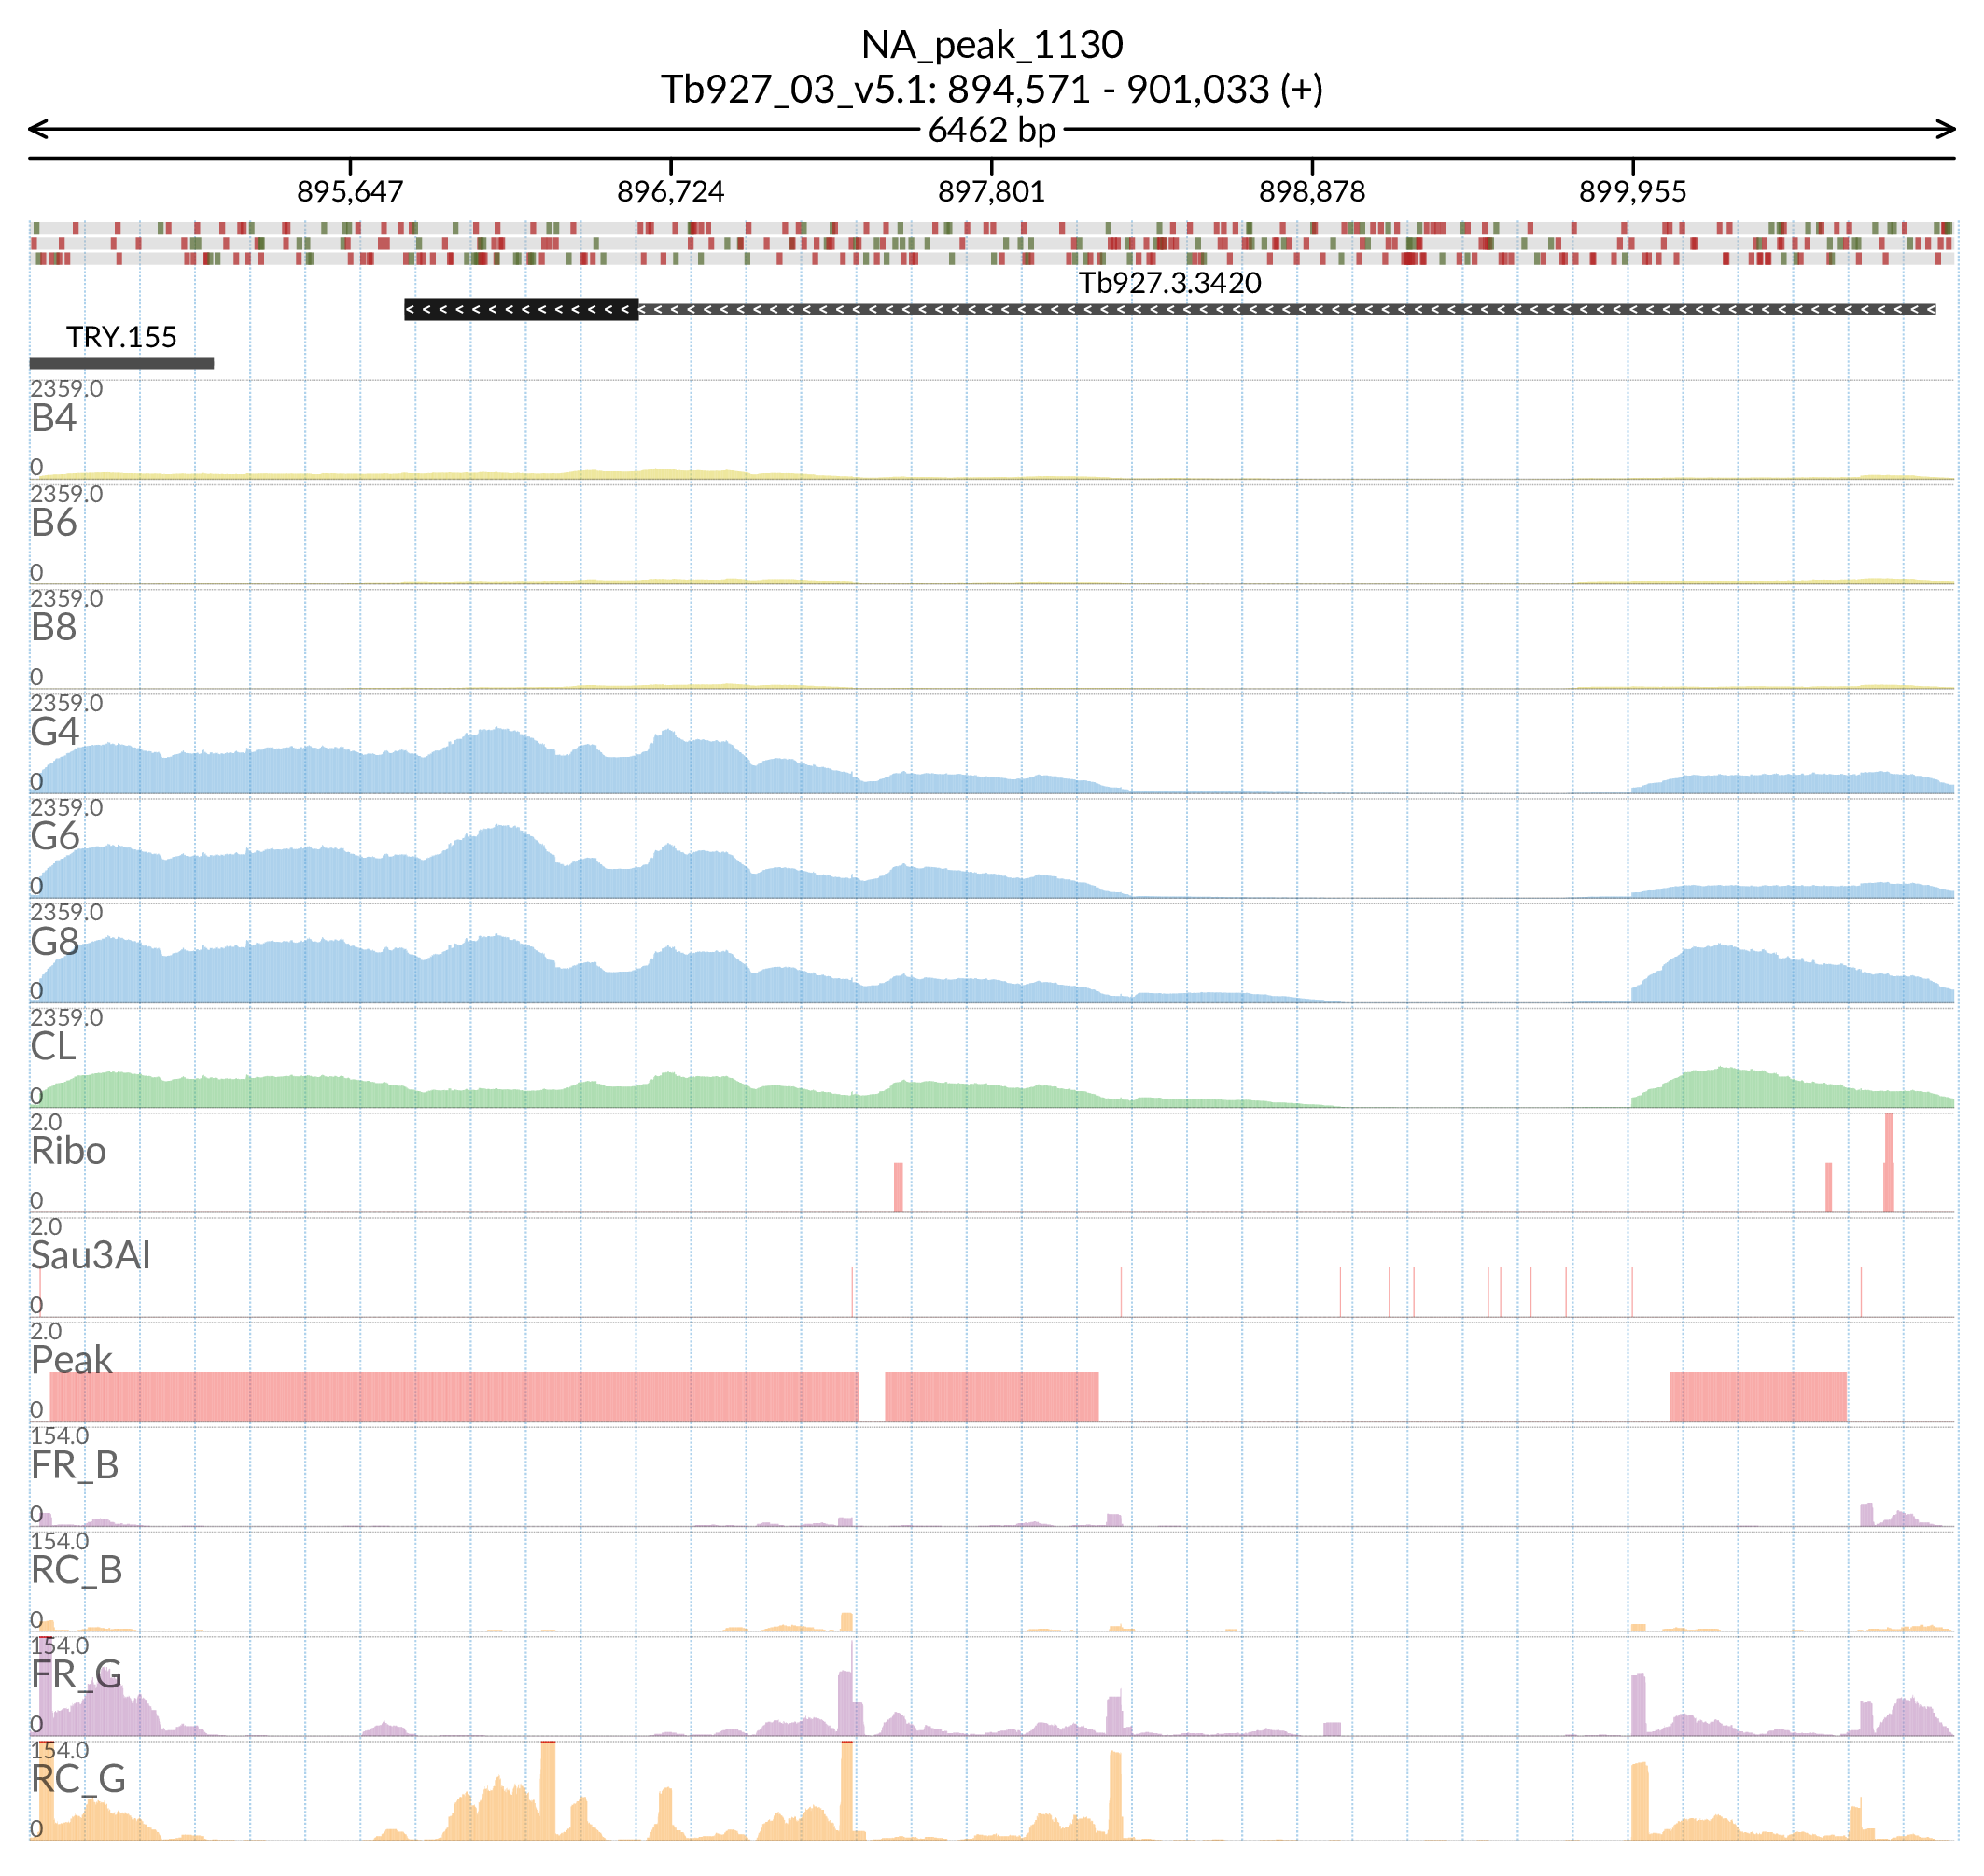 NA_peak_1130
Tb927_03_v5.1: 894,571 - 901,033 (+)
6462 bp
895,647 896,724 897,801 898,878 899,955
Tb927.3.3420
TRY.155
2359.0
B4
0
2359.0
B6
0
2359.0
B8
0
2359.0
G4
0
2359.0
G6
0
2359.0
G8
0
2359.0
CL
0
2.0
Ribo
0
2.0
Sau3AI
0
2.0
Peak
0
154.0
FR_B
0
154.0
RC_B
0
154.0
FR_G
0
154.0
RC_G
0